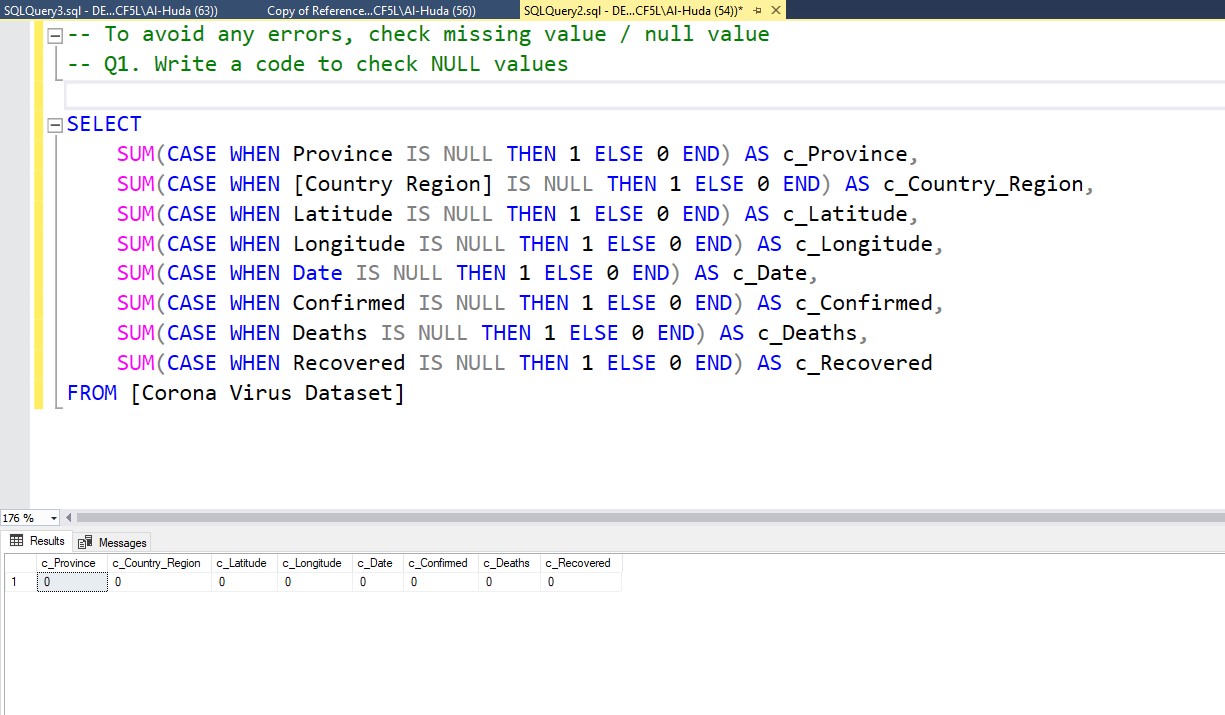 SQLQuery3.sql - DE...CF5L\Al-Huda (63)) Copy of Reference...CF5L\Al-Huda (56)) SQLQuery2.sql - DE...CF5L\Al-Huda (54))*
-- To avoid any errors, check missing value / null value
-- Q1. Write a code to check NULL values
SELECT
SUM(CASE WHEN Province IS NULL THEN 1 ELSE 0 END) AS c_Province,
SUM(CASE WHEN [Country Region] IS NULL THEN 1 ELSE 0 END) AS c_Country_Region,
SUM(CASE WHEN Latitude IS NULL THEN 1 ELSE 0 END) AS c_Latitude,
SUM(CASE WHEN Longitude IS NULL THEN 1 ELSE 0 END) AS c_Longitude,
SUM(CASE WHEN Date IS NULL THEN 1 ELSE 0 END) AS c_Date,
SUM(CASE WHEN Confirmed IS NULL THEN 1 ELSE 0 END) AS c_Confirmed,
SUM(CASE WHEN Deaths IS NULL THEN 1 ELSE 0 END) AS c_Deaths,
SUM(CASE WHEN Recovered IS NULL THEN 1 ELSE 0 END) AS c_Recovered
FROM [Corona Virus Dataset]
176 %
Results Messages
c_Province c_Country_Region c_Latitude c_Longitude c_Date c_Confirmed c_Deaths c_Recovered
1 0 0 0 0 0 0 0 0